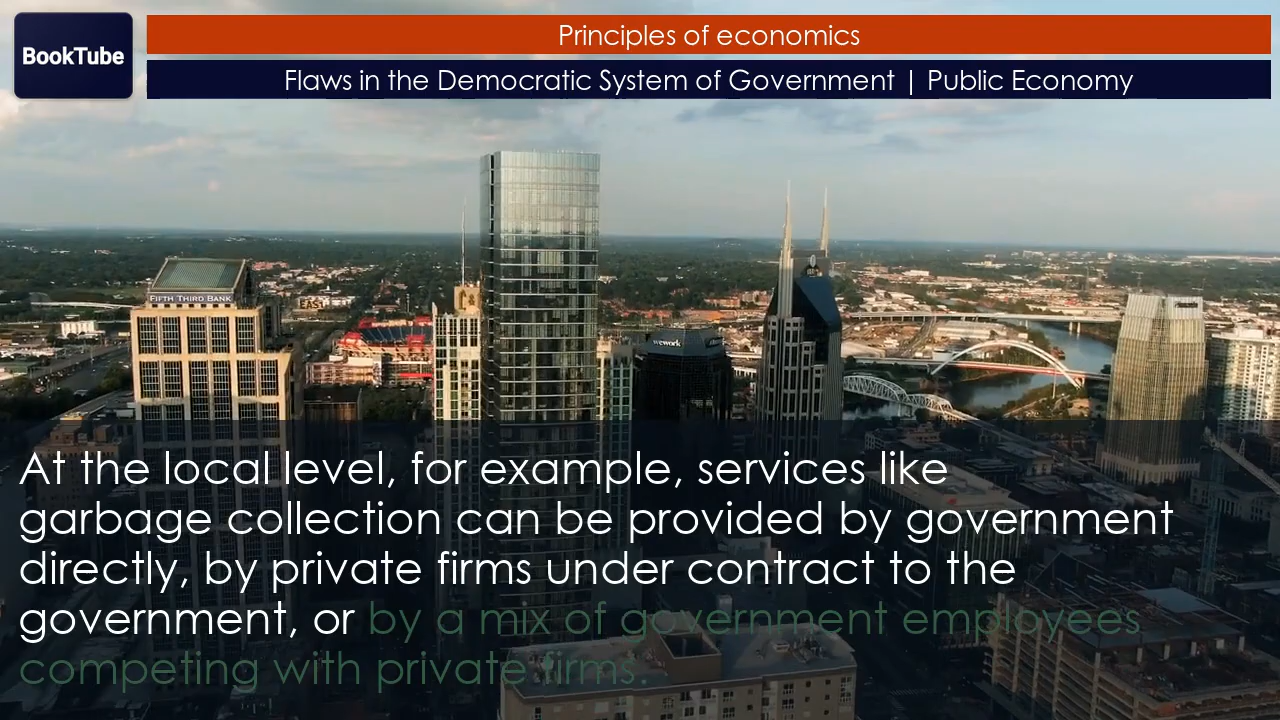 BookTube
Principles of economics
Flaws in the Democratic System of Government | Public Economy
FIFTH THIRD BANK
EAST
wework
At the local level, for example, services like
garbage collection can be provided by government
directly, by private firms under contract to the
government, or by a mix of government employees
competing with private firms.